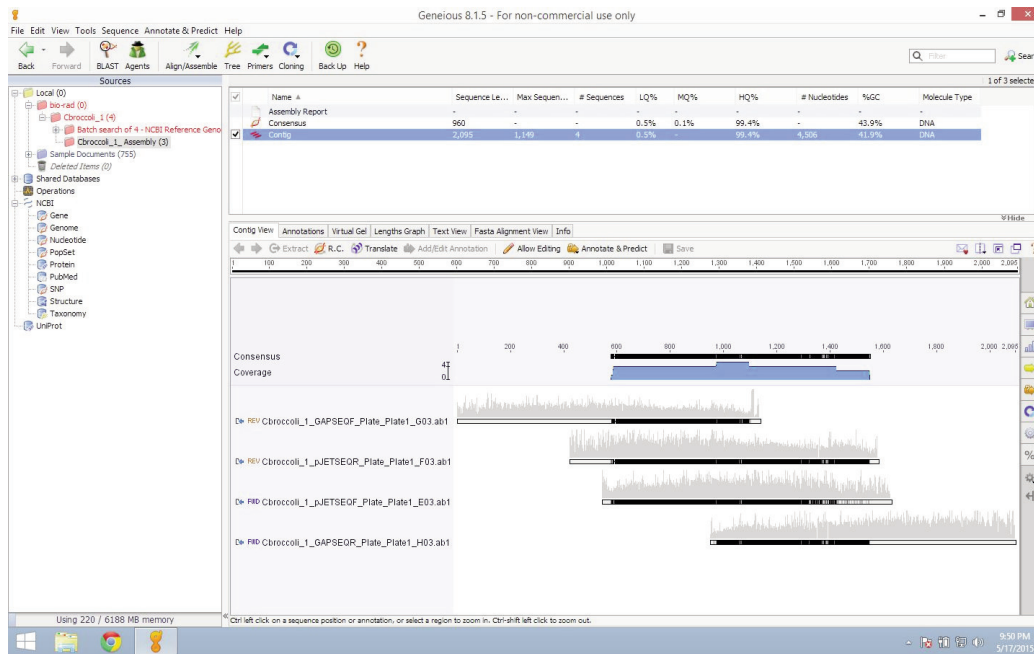 Geneious 8.1.5 - For non-commercial use only
File Edit View Tools Sequence Annotate & Predict Help
Back Forward BLAST Agents Align/Assemble Tree Primers Cloning Back Up Help
Filter Sear
Sources 1 of 3 selecte
Local (0)
bio-rad (0)
Cbroccoli_1 (4)
Batch search of 4 - NCBI Reference Geno
Cbroccoli_1_ Assembly (3)
Sample Documents (755)
Deleted Items (0)
Shared Databases
Operations
NCBI
Gene
Genome
Nucleotide
PopSet
Protein
PubMed
SNP
Structure
Taxonomy
UniProt
Name Sequence Le... Max Sequen... # Sequences LQ% MQ% HQ% # Nucleotides %GC Molecule Type
Assembly Report - - - - - - - - -
Consensus 960 - - 0.5% 0.1% 99.4% - 43.9% DNA
Contig 2,095 1,149 4 0.5% - 99.4% 4,506 41.9% DNA
Hide
Contig View Annotations Virtual Gel Lengths Graph Text View Fasta Alignment View Info
Extract R.C. Translate Add/Edit Annotation Allow Editing Annotate & Predict Save
1 100 200 300 400 500 600 700 800 900 1,000 1,100 1,200 1,300 1,400 1,500 1,600 1,700 1,800 1,900 2,000 2,095
1 200 400 600 800 1,000 1,200 1,400 1,600 1,800 2,000 2,095
Consensus
Coverage 4 0
REV Cbroccoli_1_GAPSEQF_Plate_Plate1_G03.ab1
REV Cbroccoli_1_pJETSEQR_Plate_Plate1_F03.ab1
FWD Cbroccoli_1_pJETSEQF_Plate_Plate1_E03.ab1
FWD Cbroccoli_1_GAPSEQR_Plate_Plate1_H03.ab1
Using 220 / 6188 MB memory
Ctrl left click on a sequence position or annotation, or select a region to zoom in. Ctrl-shift left click to zoom out.
9:50 PM
5/17/2015